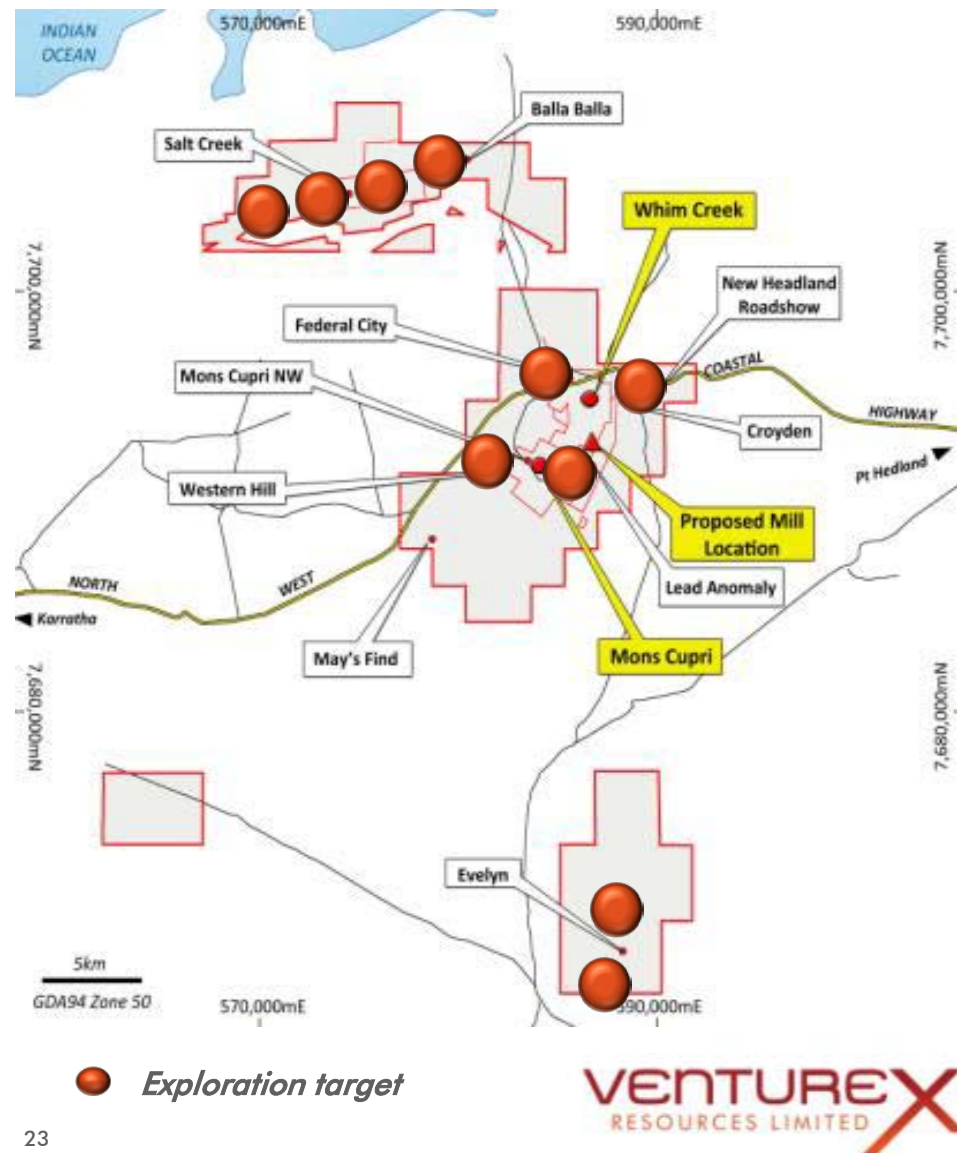 570,000mE
590,000mE
INDIAN
OCEAN
Balla Balla
Salt Creek
Whim Creek
7,700,000mN
7,700,000mN
New Headland
Roadshow
Federal City
Mons Cupri NW
COASTAL
HIGHWAY
Croyden
Pt Hedland
Western Hill
Proposed Mill
Location
NORTH
WEST
Lead Anomaly
Karratha
May's Find
Mons Cupri
7,680,000mN
7,680,000mN
Evelyn
5km
GDA94 Zone 50
570,000mE
590,000mE
Exploration target
VENTUREX
RESOURCES LIMITED
23